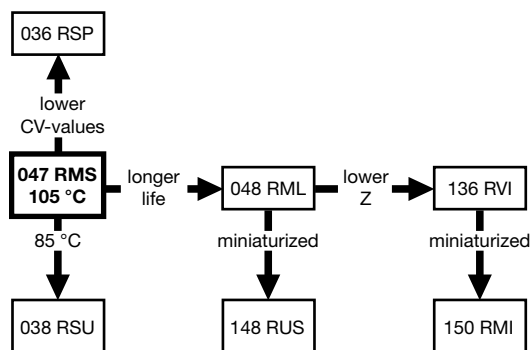 036 RSP
lower
CV-values
047 RMS
105 °C
longer
life
048 RML
lower
Z
136 RVI
85 °C
miniaturized
miniaturized
038 RSU
148 RUS
150 RMI